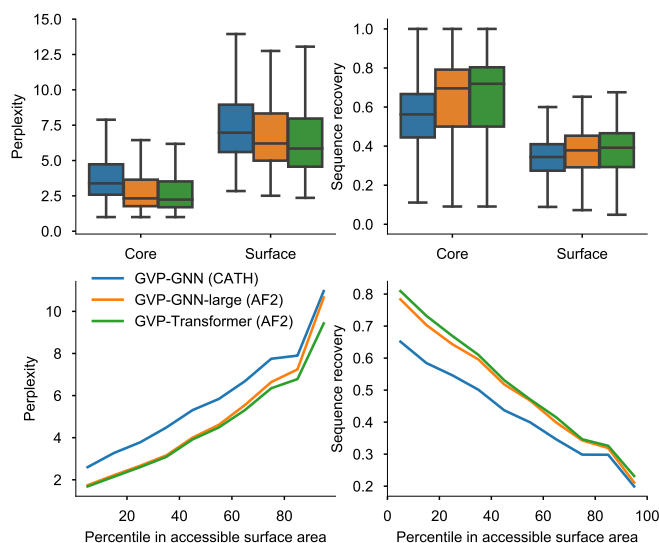 Perplexity
15.0
12.5
10.0
7.5
5.0
2.5
0.0
Core
Surface
Sequence recovery
1.0
0.8
0.6
0.4
0.2
0.0
Core
Surface
GVP-GNN (CATH)
GVP-GNN-large (AF2)
GVP-Transformer (AF2)
Perplexity
10
8
6
4
2
20
40
60
80
Percentile in accessible surface area
Sequence recovery
0.8
0.7
0.6
0.5
0.4
0.3
0.2
0
20
40
60
80
100
Percentile in accessible surface area